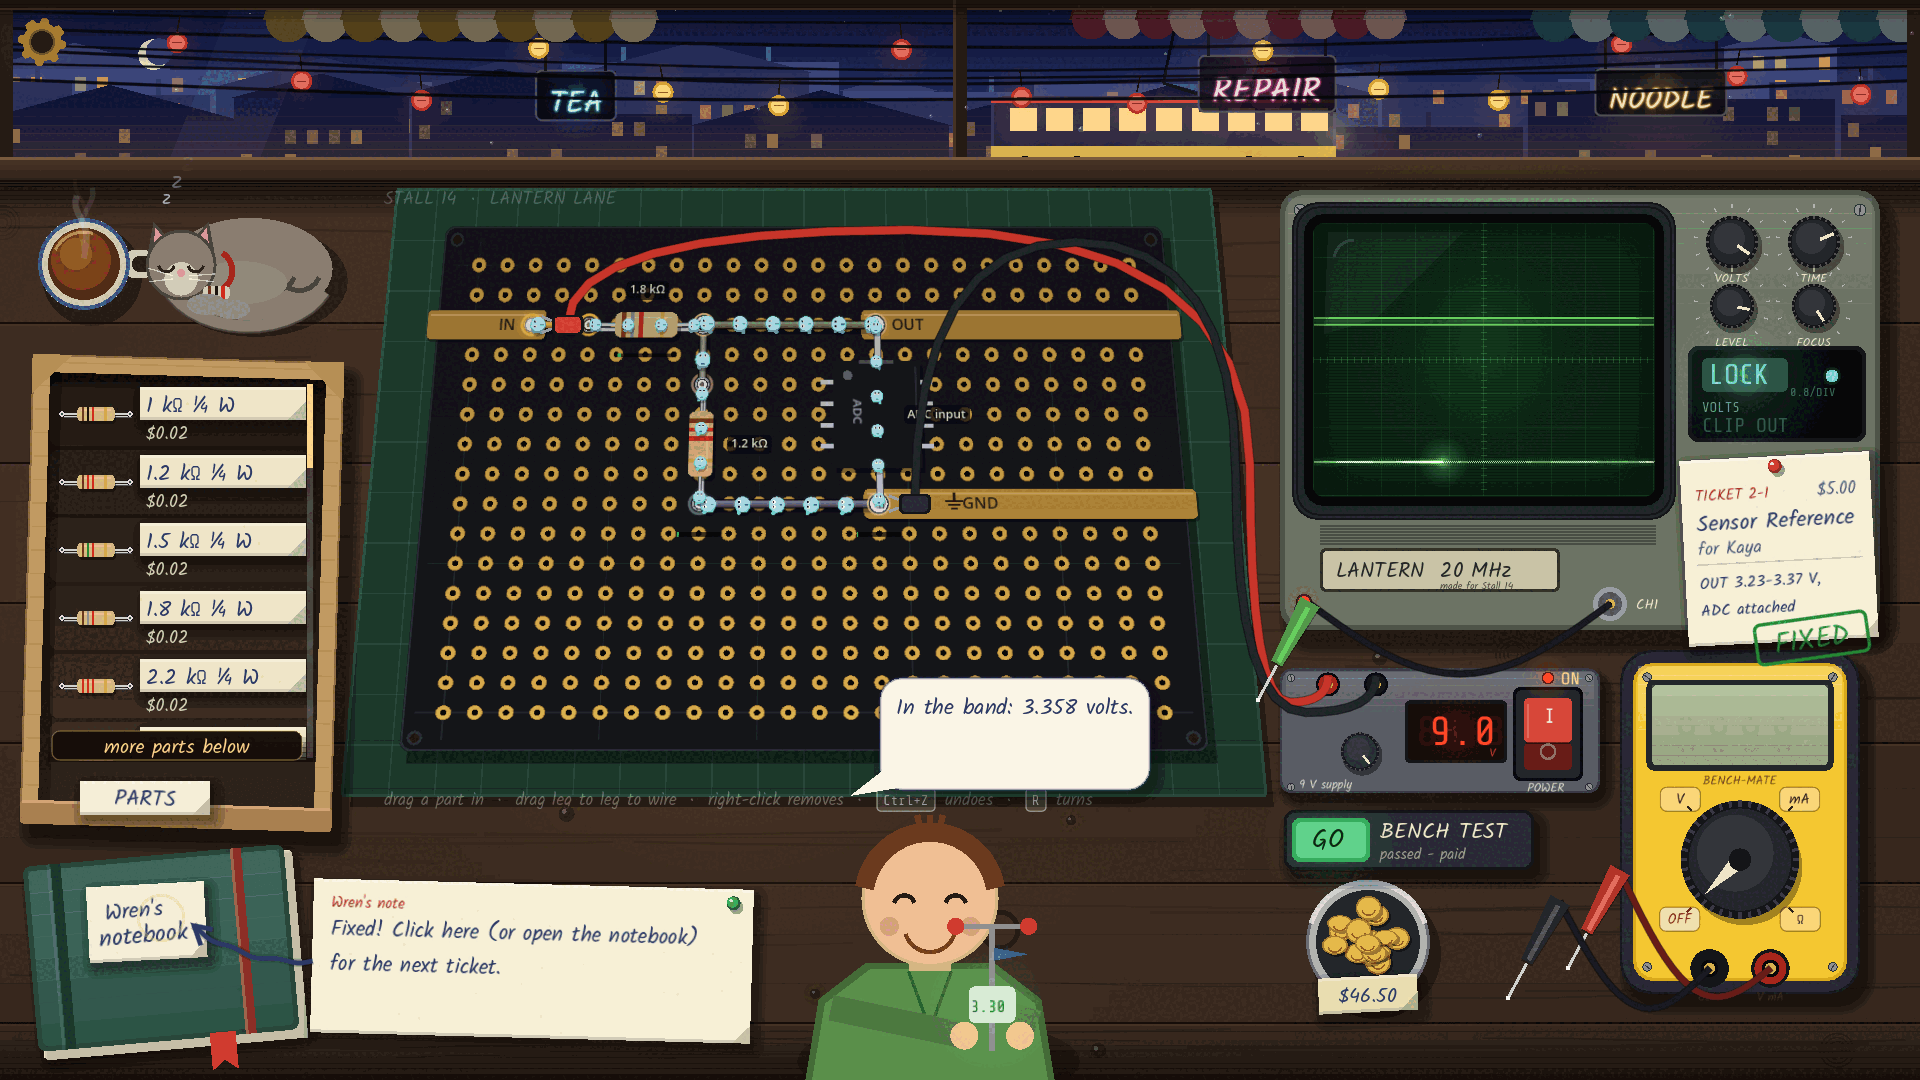 TEA
REPAIR
NOODLE
z
z
STALL 14 · LANTERN LANE
1.8 kΩ
IN
OUT
ADC
1.2 kΩ
GND
1 kΩ ¼ W
$0.02
1.2 kΩ ¼ W
$0.02
1.5 kΩ ¼ W
$0.02
1.8 kΩ ¼ W
$0.02
2.2 kΩ ¼ W
$0.02
more parts below
PARTS
VOLTS
TIME
LEVEL
FOCUS
LOCK
0.8/DIV
VOLTS
CLIP OUT
TICKET 2-1
$5.00
Sensor Reference
for Kaya
OUT 3.23-3.37 V,
ADC attached
FIXED
LANTERN 20 MHz
made for Stall 14
CH1
ON
9.0
V
I
9 V supply
POWER
In the band: 3.358 volts.
drag a part in · drag leg to leg to wire · right-click removes · Ctrl+Z undoes · R turns
BENCH-MATE
V
mA
OFF
Ω
GO
BENCH TEST
passed - paid
$46.50
Wren's
notebook
Wren's note
Fixed! Click here (or open the notebook)
for the next ticket.
3.30